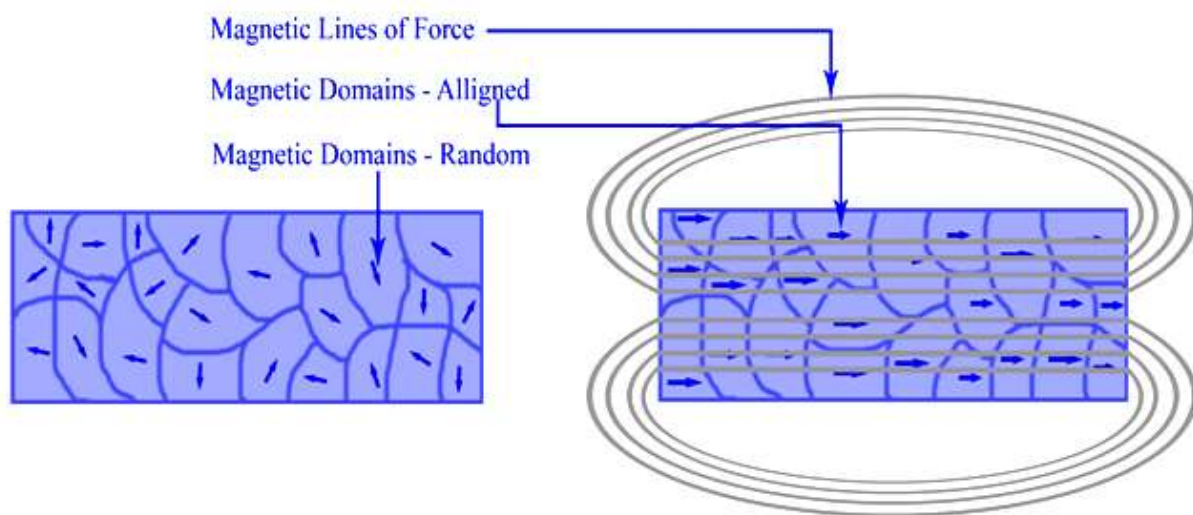 Magnetic Lines of Force
Magnetic Domains - Alligned
Magnetic Domains - Random